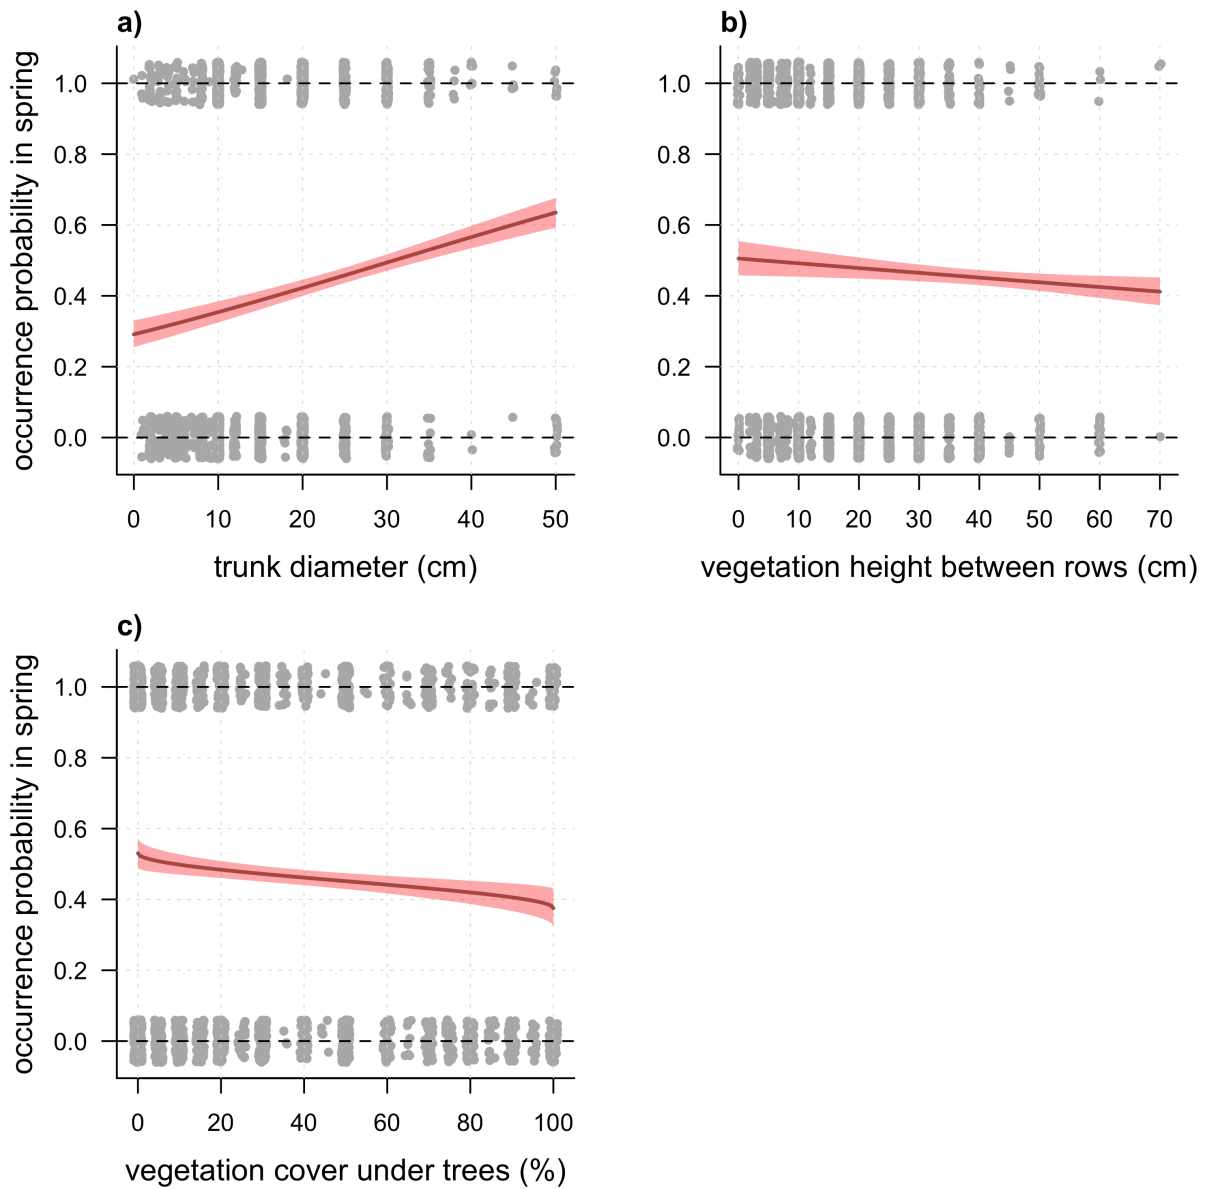 a)
occurrence probability in spring
1.0
0.8
0.6
0.4
0.2
0.0
0 10 20 30 40 50
trunk diameter (cm)
b)
1.0
0.8
0.6
0.4
0.2
0.0
0 10 20 30 40 50 60 70
vegetation height between rows (cm)
c)
occurrence probability in spring
1.0
0.8
0.6
0.4
0.2
0.0
0 20 40 60 80 100
vegetation cover under trees (%)